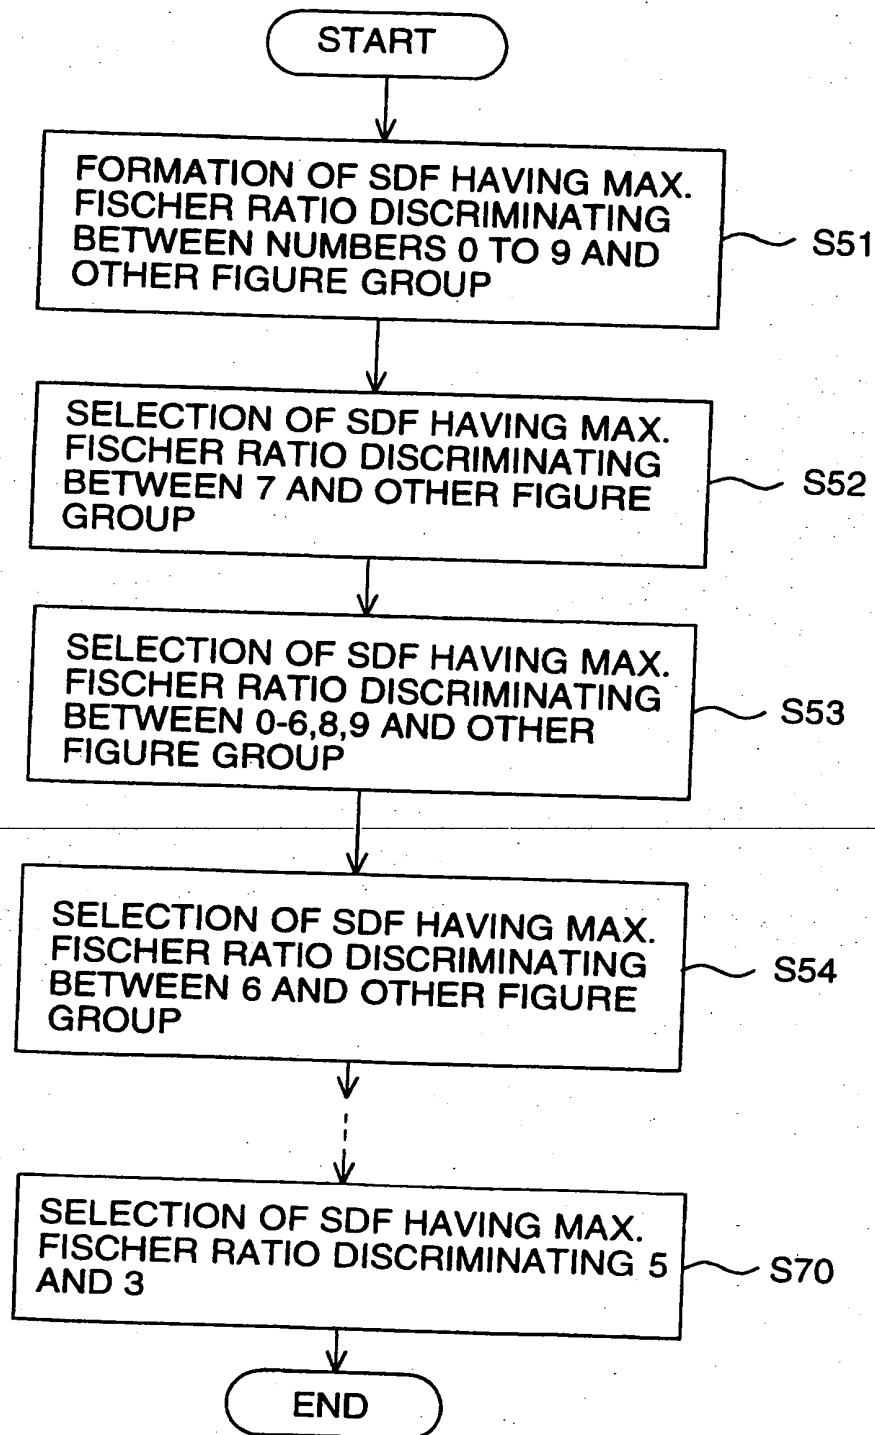 START
FORMATION OF SDF HAVING MAX.
FISCHER RATIO DISCRIMINATING
BETWEEN NUMBERS 0 TO 9 AND
OTHER FIGURE GROUP
S51
SELECTION OF SDF HAVING MAX.
FISCHER RATIO DISCRIMINATING
BETWEEN 7 AND OTHER FIGURE
GROUP
S52
SELECTION OF SDF HAVING MAX.
FISCHER RATIO DISCRIMINATING
BETWEEN 0-6,8,9 AND OTHER
FIGURE GROUP
S53
SELECTION OF SDF HAVING MAX.
FISCHER RATIO DISCRIMINATING
BETWEEN 6 AND OTHER FIGURE
GROUP
S54
SELECTION OF SDF HAVING MAX.
FISCHER RATIO DISCRIMINATING 5
AND 3
S70
END